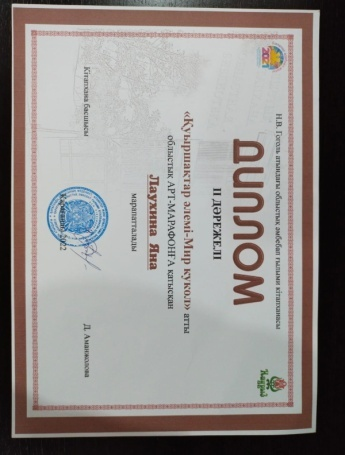 Н.В. Гоголь атындағы облыстық әмбебап ғылыми кітапханасы
ДИПЛОМ
II ДӘРЕЖЕЛІ
«Қуыршақтар әлемі-Мир кукол» атты
облыстық АРТ-МАРАФОНҒА қатысқан
Лаухина Яна
марапатталады
Кітапхана басшысы
Д. Аманжолова
2022